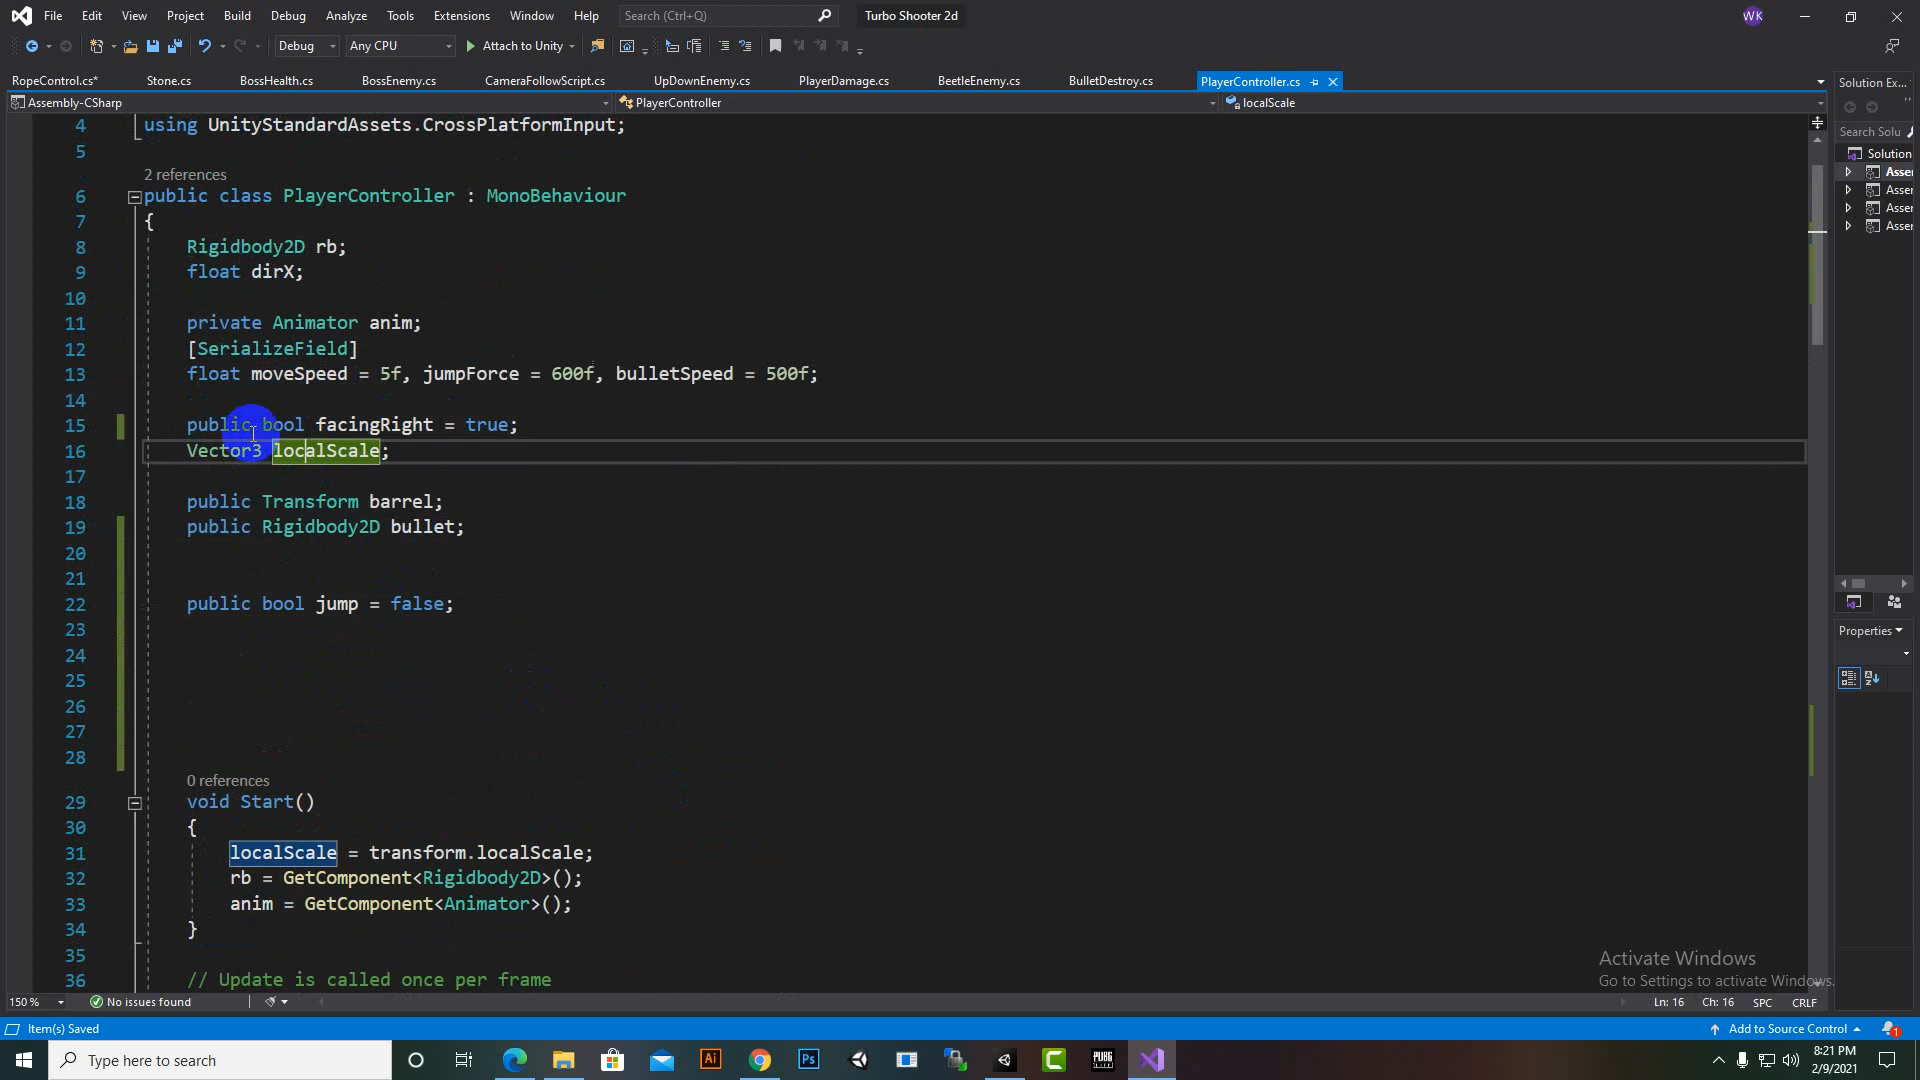 File Edit View Project Build Debug Analyze Tools Extensions Window Help Search (Ctrl+Q) Turbo Shooter 2d WK
Debug Any CPU Attach to Unity
RopeControl.cs* Stone.cs BossHealth.cs BossEnemy.cs CameraFollowScript.cs UpDownEnemy.cs PlayerDamage.cs BeetleEnemy.cs BulletDestroy.cs PlayerController.cs Solution Ex...
Assembly-CSharp PlayerController localScale
4 using UnityStandardAssets.CrossPlatformInput;
Search Solu
5
Solution
2 references
Asse
6 public class PlayerController : MonoBehaviour
Asse
7 {
Asse
8 Rigidbody2D rb;
Asse
9 float dirX;
10
11 private Animator anim;
12 [SerializeField]
13 float moveSpeed = 5f, jumpForce = 600f, bulletSpeed = 500f;
14
15 public bool facingRight = true;
16 Vector3 localScale;
17
18 public Transform barrel;
19 public Rigidbody2D bullet;
20
21
22 public bool jump = false;
23
Properties
24
25
26
27
28
0 references
29 void Start()
30 {
31 localScale = transform.localScale;
32 rb = GetComponent<Rigidbody2D>();
33 anim = GetComponent<Animator>();
34 }
35
36 // Update is called once per frame
Activate Windows
Go to Settings to activate Windows.
150 % No issues found Ln: 16 Ch: 16 SPC CRLF
Item(s) Saved Add to Source Control 1
Type here to search Ai Ps PUBG 8:21 PM
2/9/2021